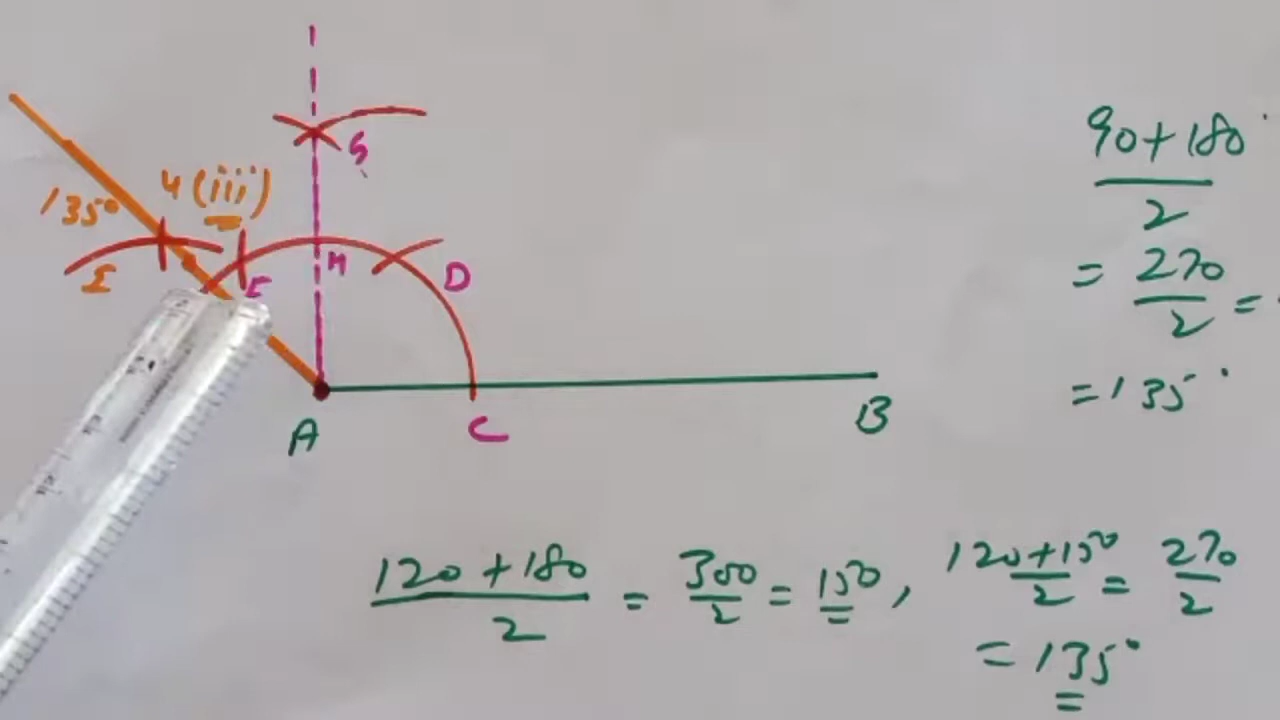 90+180°
2
= 270
2 =
= 135°
G
4(iii)
135°
H
D
I
E
A
C
B
120+180
2
= 300
2
= 150,
120+150
2
= 270
2
= 135°